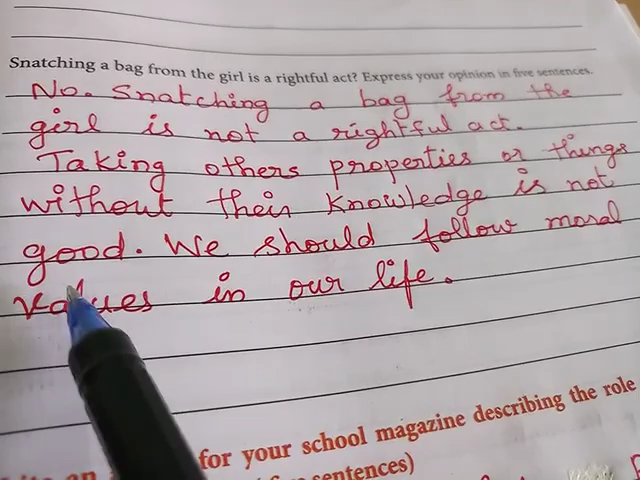 Snatching a bag from the girl is a rightful act? Express your opinion in five sentences.
No. Snatching a bag from the
girl is not a rightful act.
Taking others properties or things
without their knowledge is not
good. We should follow moral
values in our life.
for your school magazine describing the role
sentences)